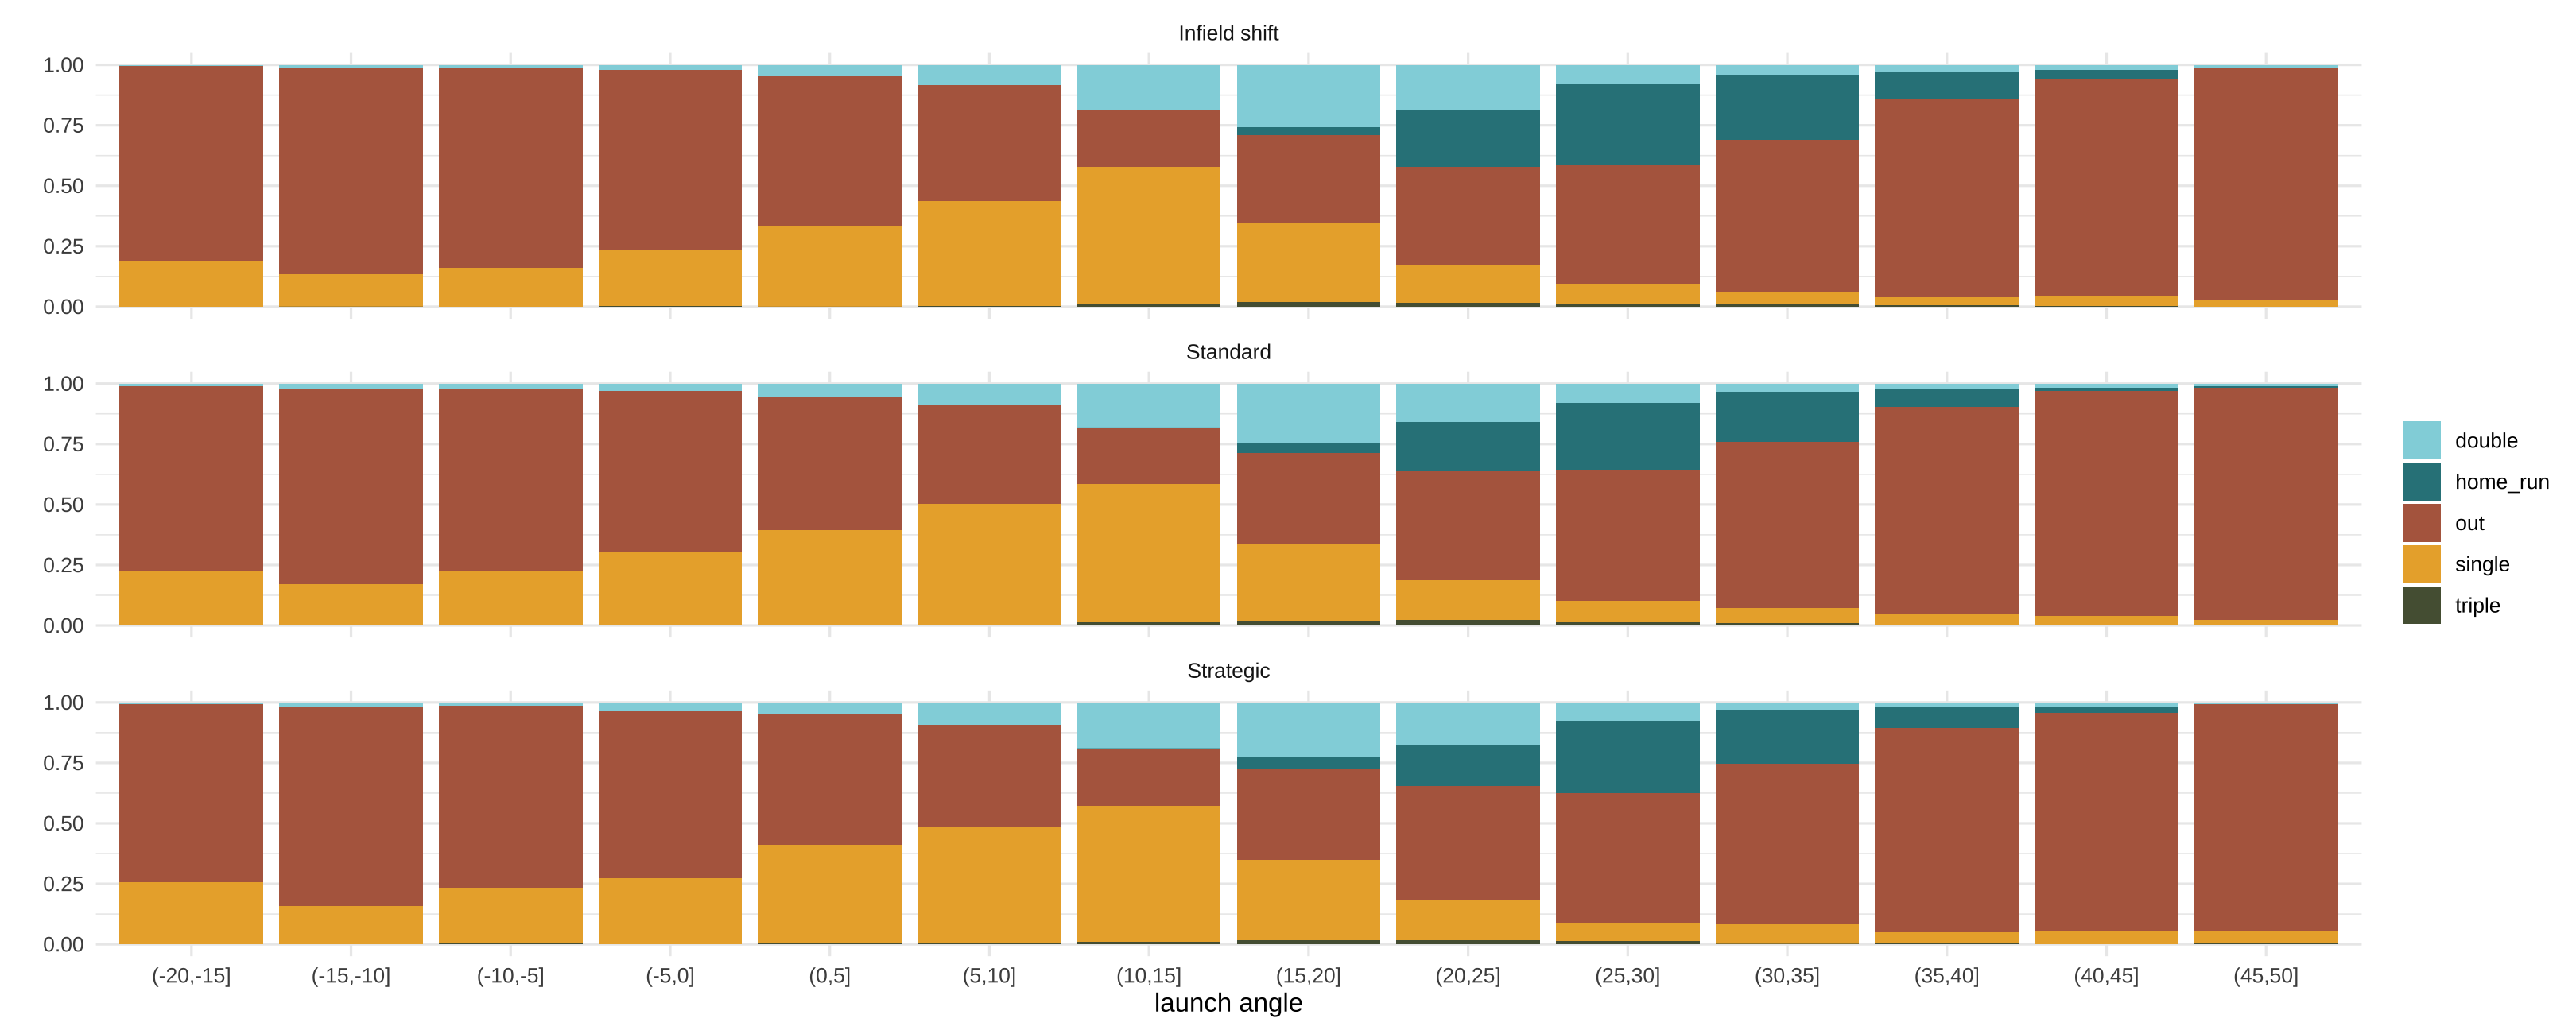 Infield shift
1.00
0.75
0.50
0.25
0.00
Standard
1.00
0.75
0.50
0.25
0.00
Strategic
1.00
0.75
0.50
0.25
0.00
(-20,-15] (-15,-10] (-10,-5] (-5,0] (0,5] (5,10] (10,15] (15,20] (20,25] (25,30] (30,35] (35,40] (40,45] (45,50]
launch angle
double
home_run
out
single
triple